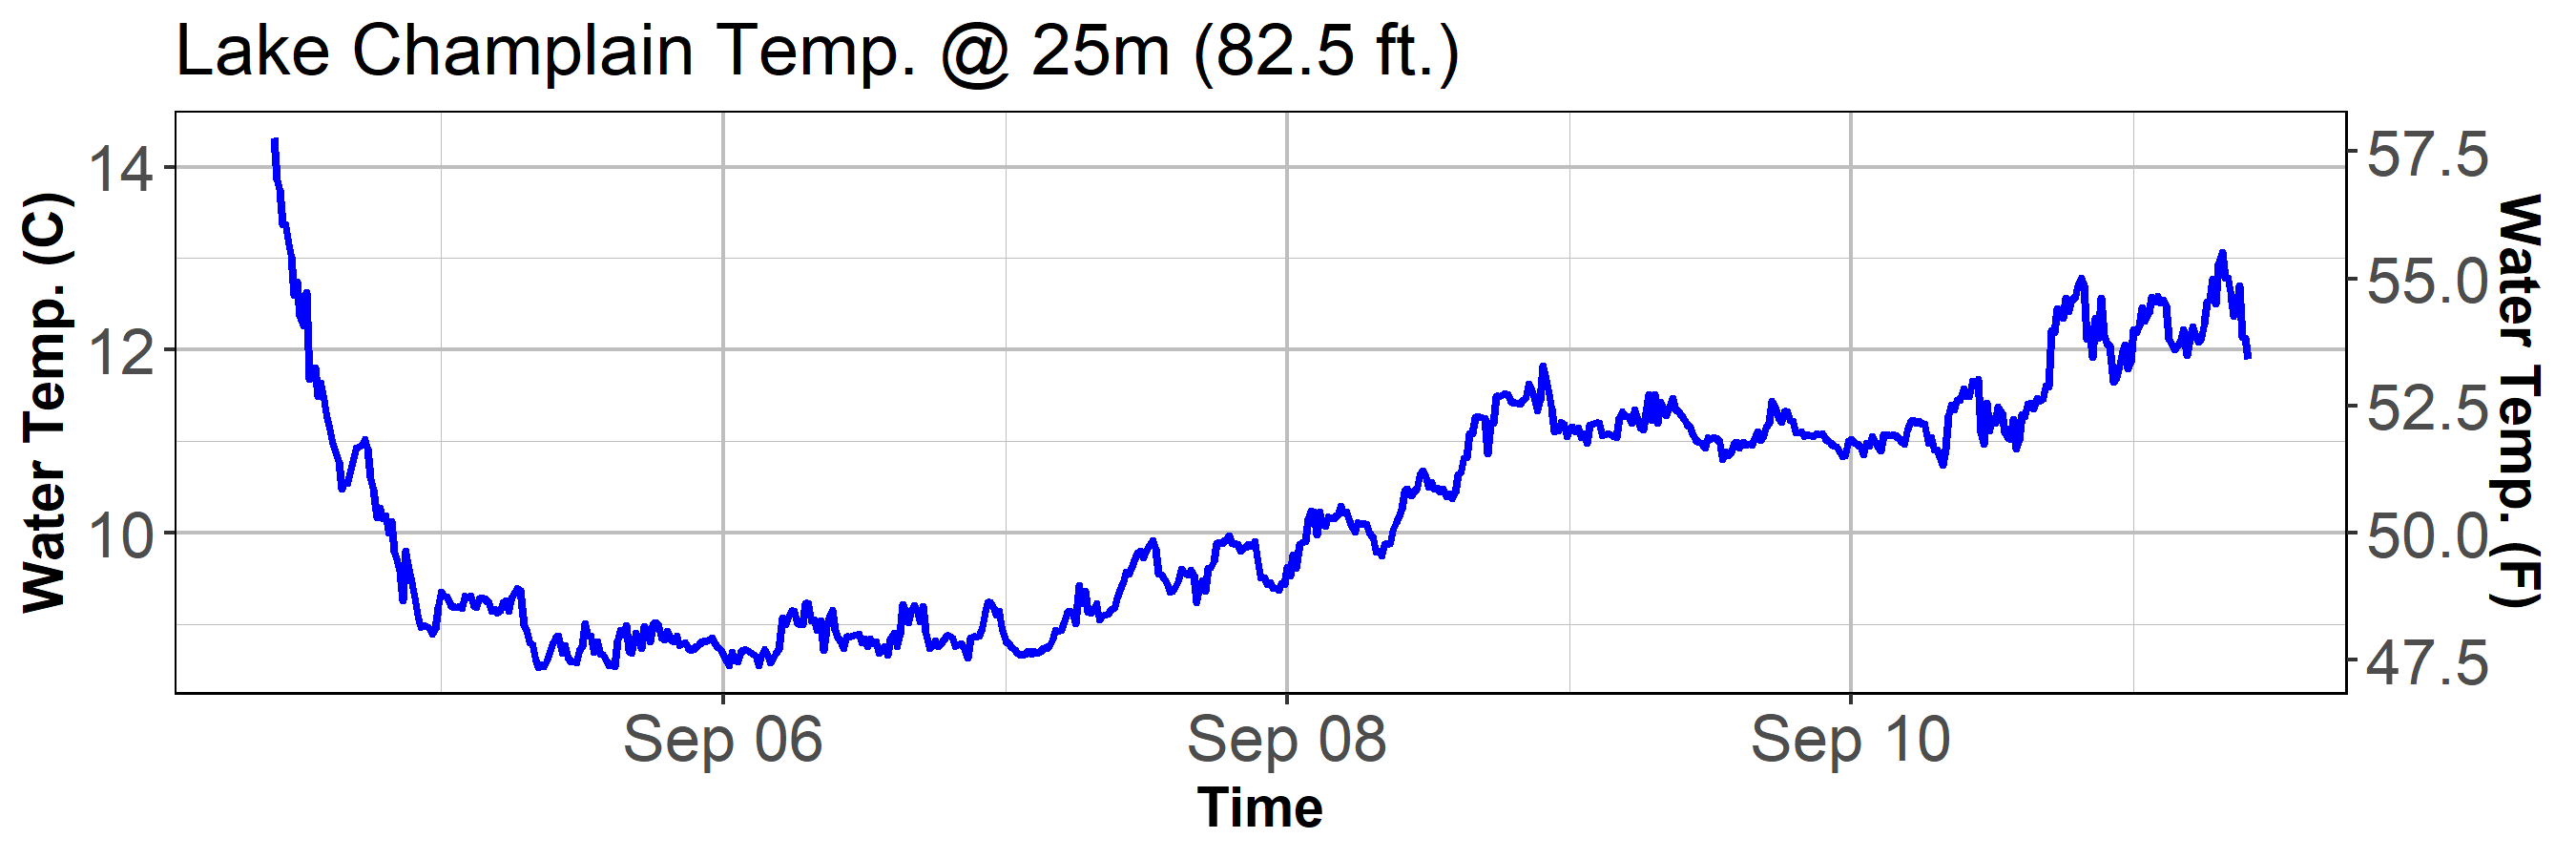 Lake Champlain Temp. @ 25m (82.5 ft.)
Water Temp. (C)
14
12
10
57.5
55.0
52.5
50.0
47.5
Water Temp. (F)
Sep 06
Sep 08
Sep 10
Time